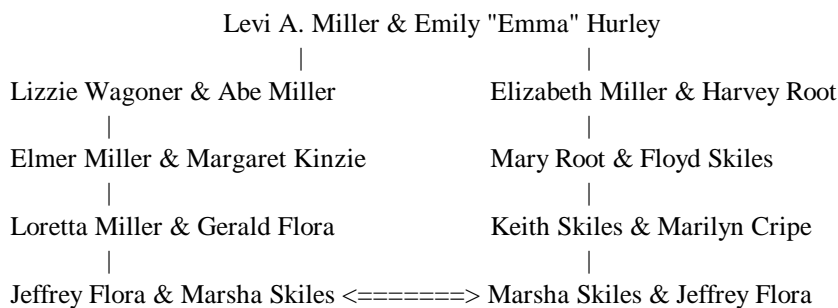 Levi A. Miller & Emily "Emma" Hurley
| |
Lizzie Wagoner & Abe Miller Elizabeth Miller & Harvey Root
| |
Elmer Miller & Margaret Kinzie Mary Root & Floyd Skiles
| |
Loretta Miller & Gerald Flora Keith Skiles & Marilyn Cripe
| |
Jeffrey Flora & Marsha Skiles <=======> Marsha Skiles & Jeffrey Flora